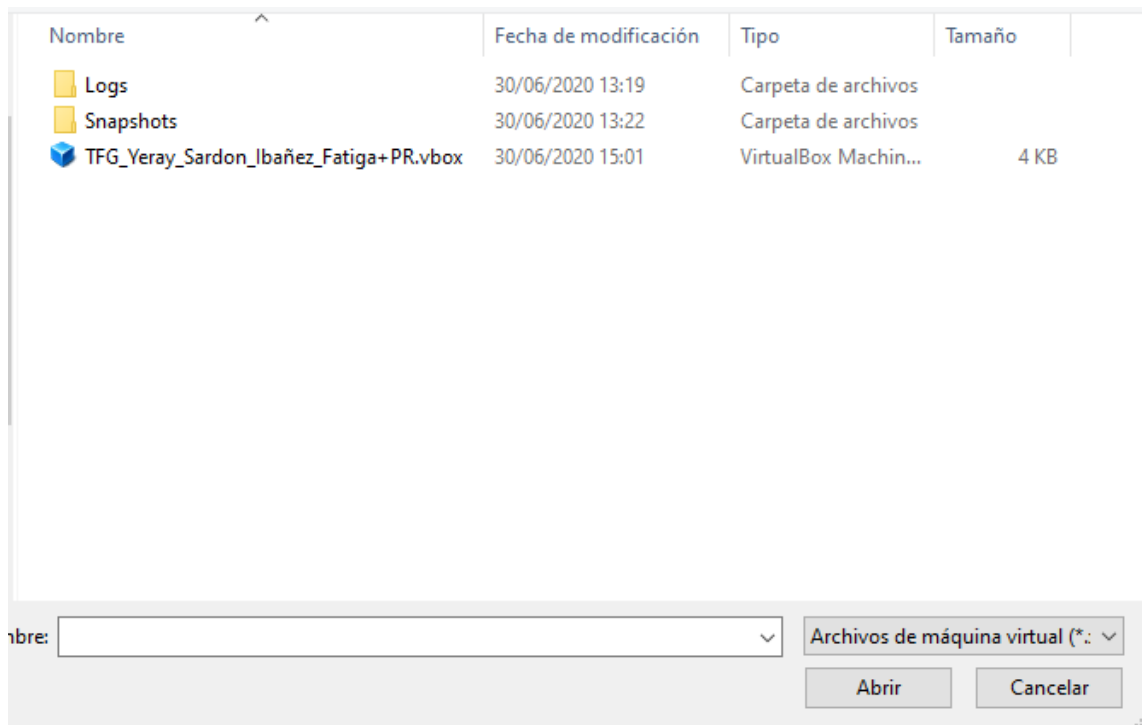 Nombre Fecha de modificación Tipo Tamaño
Logs 30/06/2020 13:19 Carpeta de archivos
Snapshots 30/06/2020 13:22 Carpeta de archivos
TFG_Yeray_Sardon_Ibañez_Fatiga+PR.vbox 30/06/2020 15:01 VirtualBox Machin... 4 KB
mbre: Archivos de máquina virtual (*.:
Abrir Cancelar